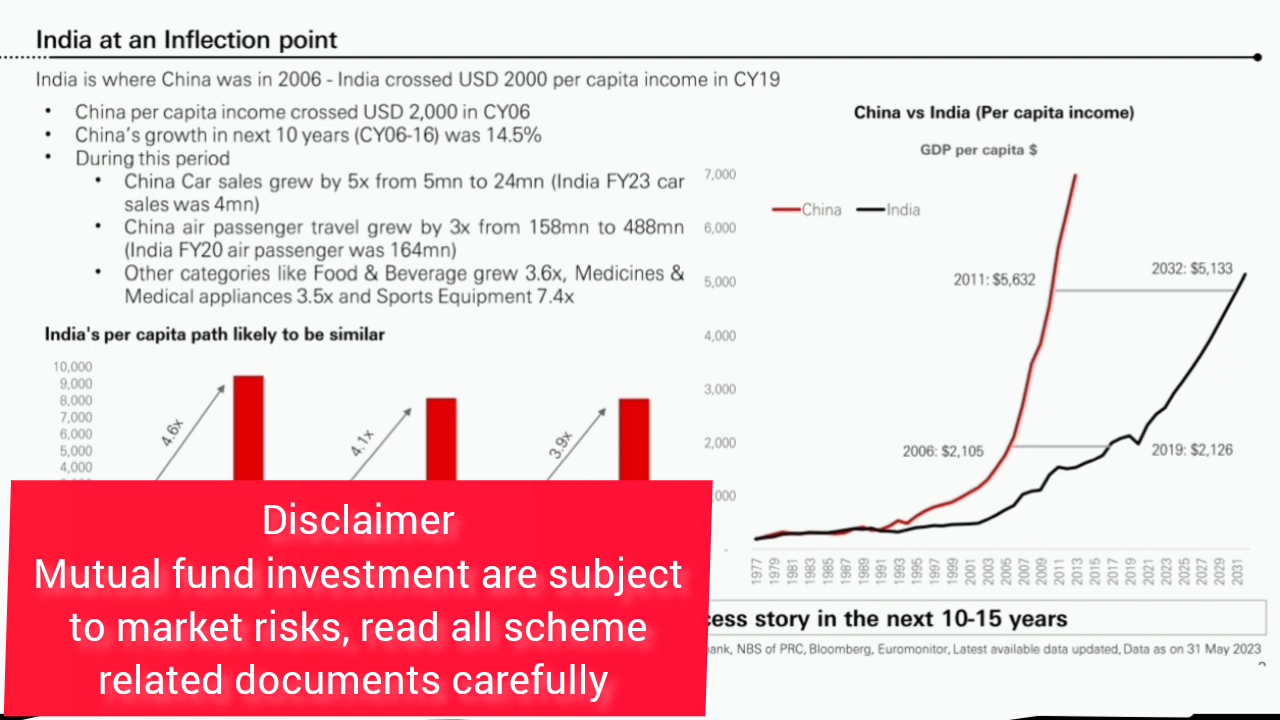 India at an Inflection point
India is where China was in 2006 - India crossed USD 2000 per capita income in CY19
• China per capita income crossed USD 2,000 in CY06
• China's growth in next 10 years (CY06-16) was 14.5%
• During this period
• China Car sales grew by 5x from 5mn to 24mn (India FY23 car
sales was 4mn)
• China air passenger travel grew by 3x from 158mn to 488mn
(India FY20 air passenger was 164mn)
• Other categories like Food & Beverage grew 3.6x, Medicines &
Medical appliances 3.5x and Sports Equipment 7.4x
India's per capita path likely to be similar
10,000
9,000
8,000
7,000
6,000
5,000
4,000
4.6x
4.1x
3.9x
China vs India (Per capita income)
GDP per capita $
7,000
6,000
5,000
4,000
3,000
2,000
,000
-
China India
2011: $5,632
2032: $5,133
2006: $2,105
2019: $2,126
1977 1979 1981 1983 1985 1987 1989 1991 1993 1995 1997 1999 2001 2003 2005 2007 2009 2011 2013 2015 2017 2019 2021 2023 2025 2027 2029 2031
cess story in the next 10-15 years
ank, NBS of PRC, Bloomberg, Euromonitor, Latest available data updated, Data as on 31 May 2023
Disclaimer
Mutual fund investment are subject
to market risks, read all scheme
related documents carefully